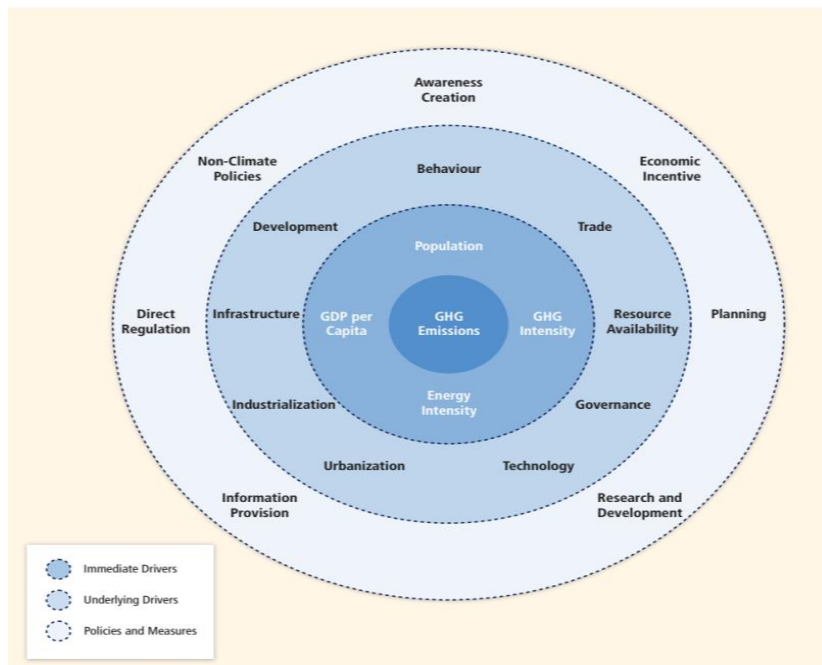 Awareness
Creation
Non-Climate
Policies
Economic
Incentive
Behaviour
Development
Trade
Population
Direct
Regulation
Infrastructure
GDP per
Capita
GHG
Emissions
GHG
Intensity
Resource
Availability
Planning
Energy
Intensity
Industrialization
Governance
Urbanization
Technology
Information
Provision
Research and
Development
Immediate Drivers
Underlying Drivers
Policies and Measures